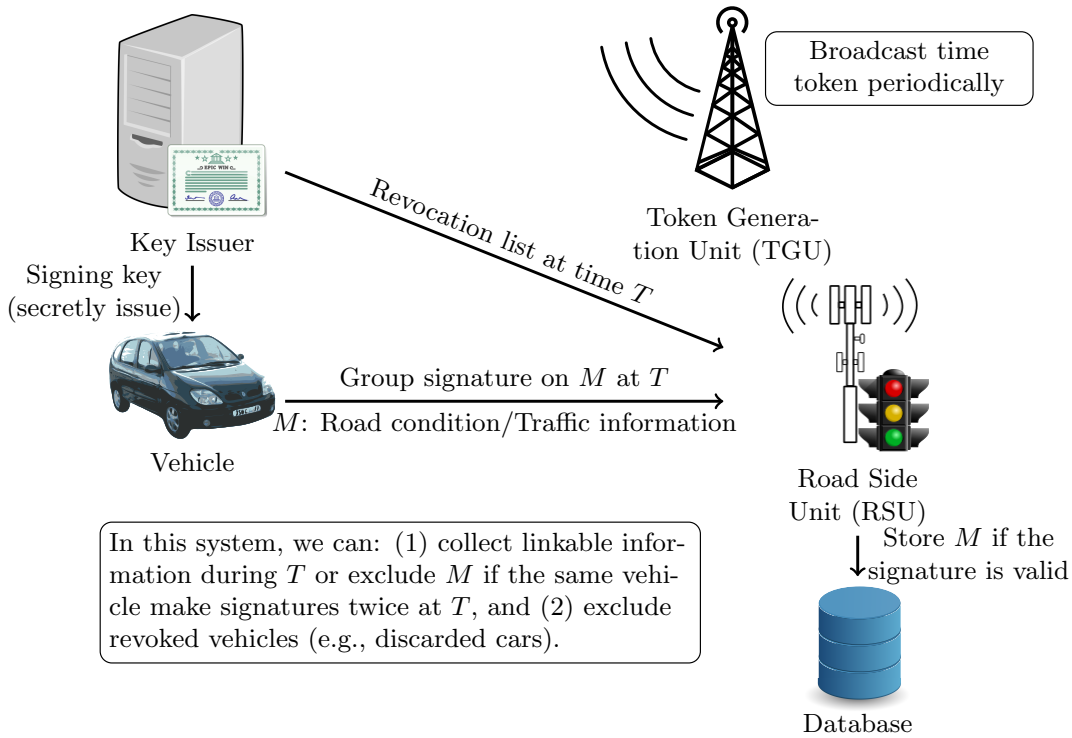 Broadcast time
token periodically
EPIC WIN
Key Issuer
Revocation list at time T
Token Genera-
tion Unit (TGU)
Signing key
(secretly issue)
Group signature on M at T
M: Road condition/Traffic information
Vehicle
Road Side
Unit (RSU)
In this system, we can: (1) collect linkable infor-
mation during T or exclude M if the same vehi-
cle make signatures twice at T, and (2) exclude
revoked vehicles (e.g., discarded cars).
Store M if the
signature is valid
Database